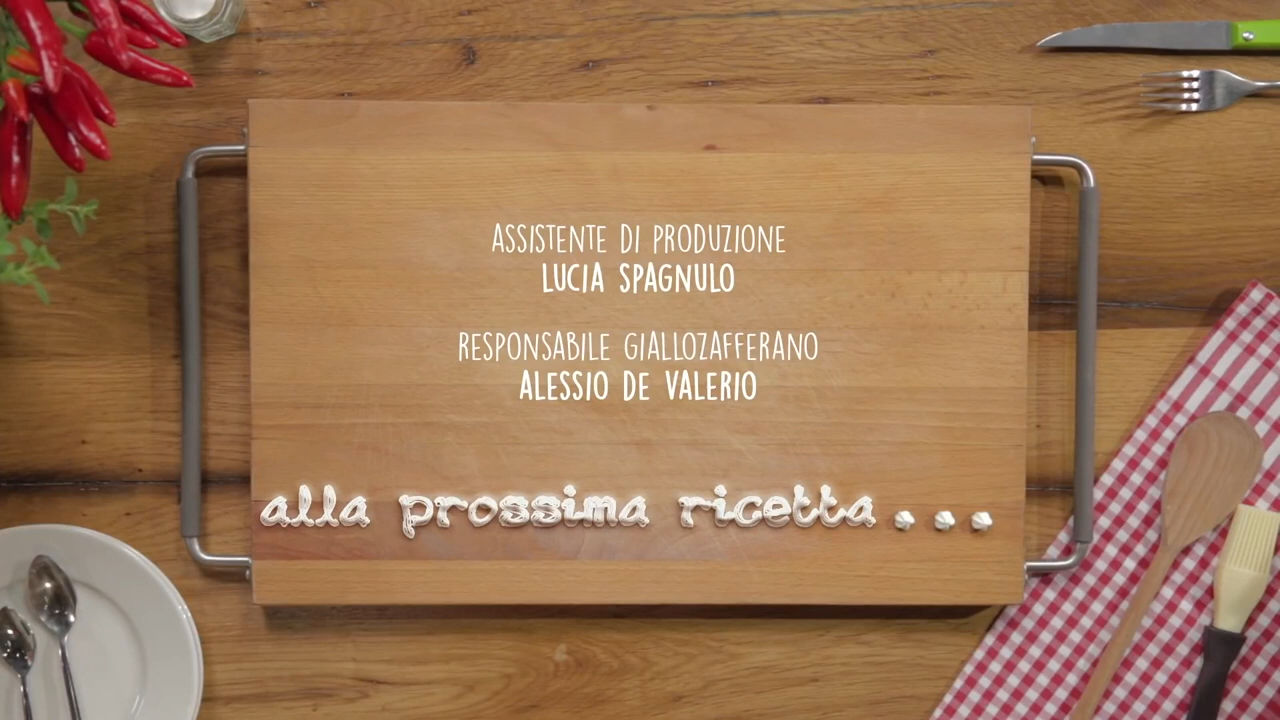 ASSISTENTE DI PRODUZIONE
LUCIA SPAGNULO
RESPONSABILE GIALLOZAFFERANO
ALESSIO DE VALERIO
alla prossima ricetta...